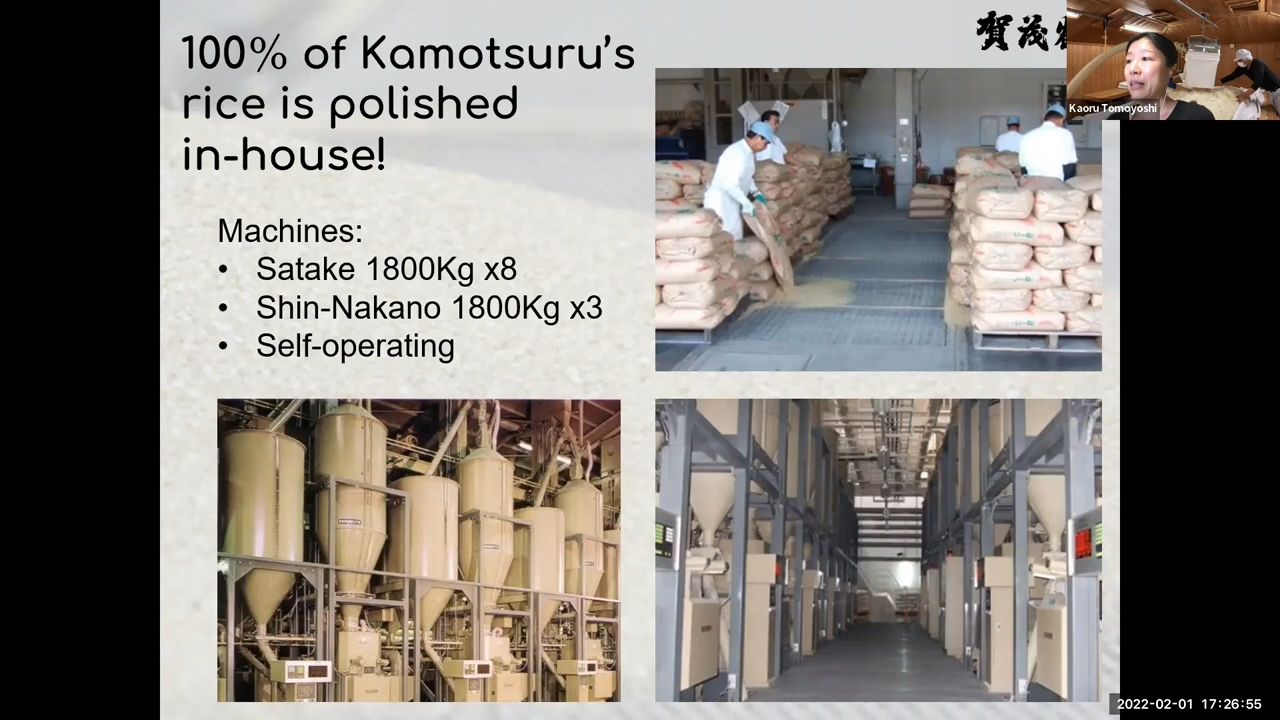 100% of Kamotsuru’s
rice is polished
in-house!
賀茂
Kaoru Tomoyoshi
Machines:
• Satake 1800Kg x8
• Shin-Nakano 1800Kg x3
• Self-operating
2022-02-01 17:26:55